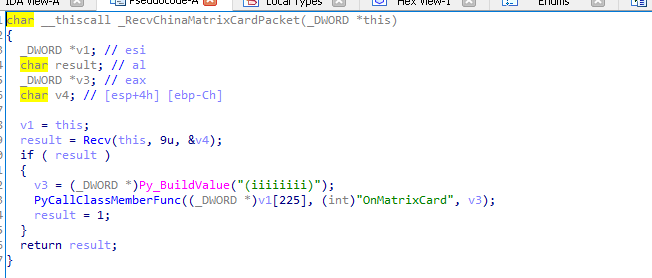 IDA View-A Pseudocode-A Local Types Hex View-1 Enums
char __thiscall _RecvChinaMatrixCardPacket(_DWORD *this)
{
_DWORD *v1; // esi
char result; // al
_DWORD *v3; // eax
char v4; // [esp+4h] [ebp-Ch]
v1 = this;
result = Recv(this, 9u, &v4);
if ( result )
{
v3 = (_DWORD *)Py_BuildValue("(iiiiiiii)");
PyCallClassMemberFunc((_DWORD *)v1[225], (int)"OnMatrixCard", v3);
result = 1;
}
return result;
}